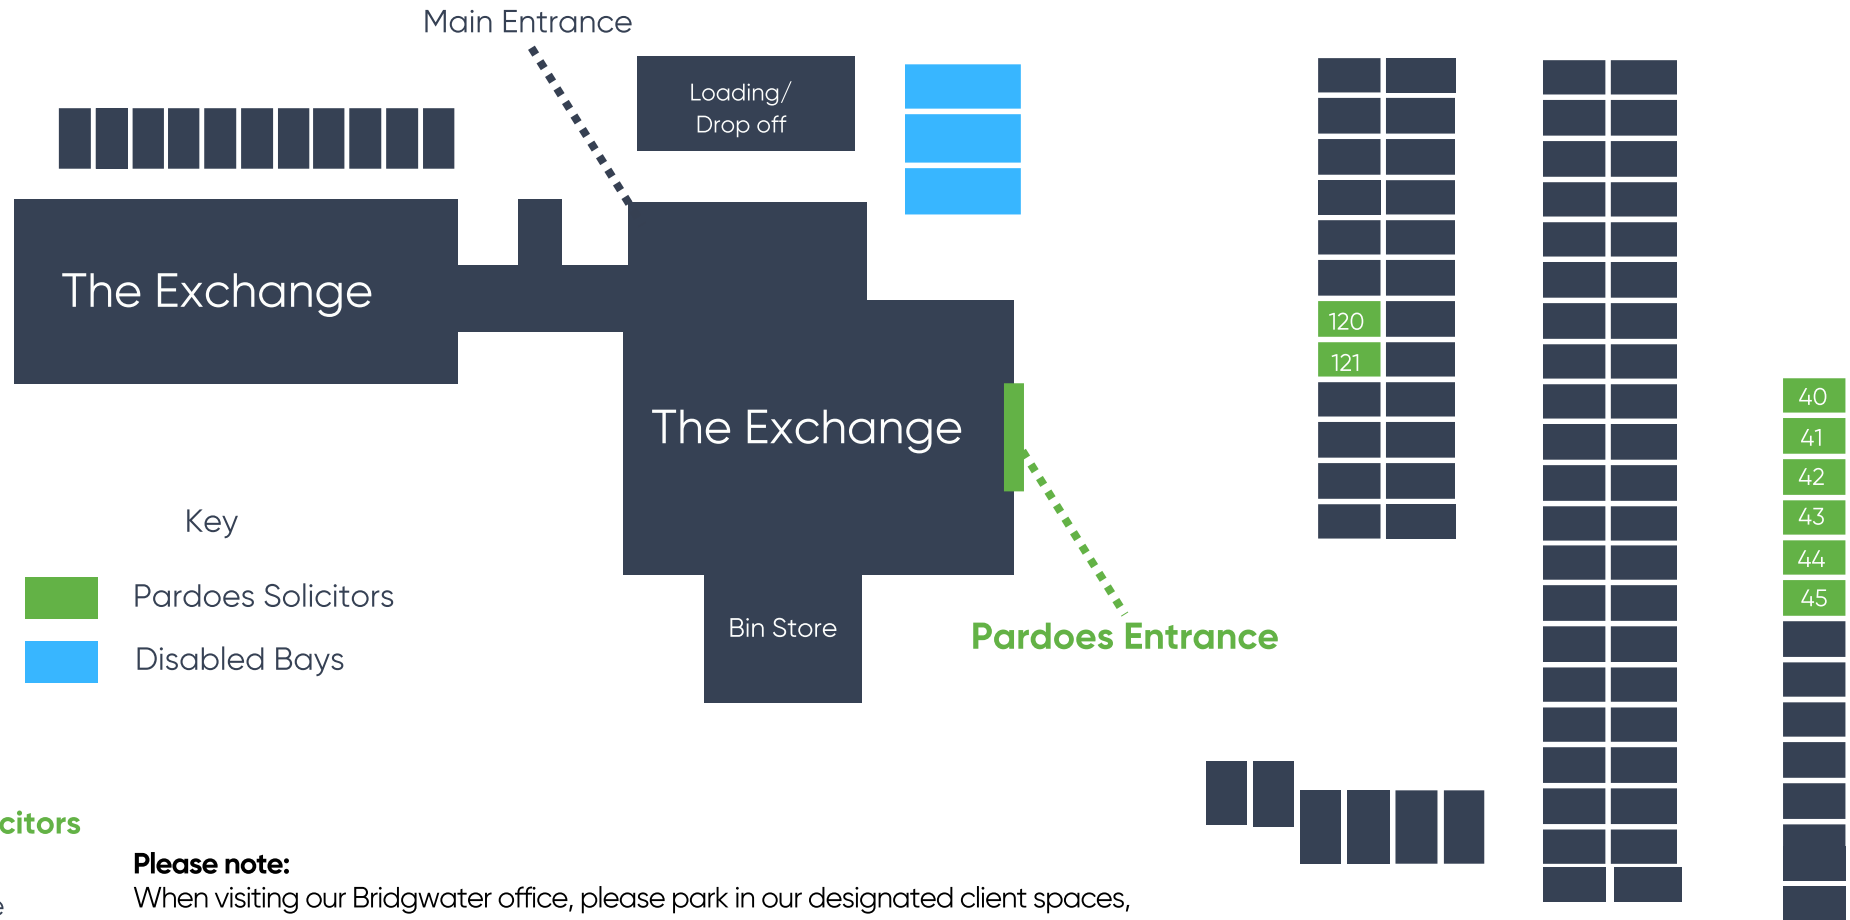 Main Entrance
Loading/
Drop off
The Exchange
120
121
40
41
42
43
44
45
The Exchange
Key
Pardoes Solicitors
Disabled Bays
Bin Store
Pardoes Entrance
citors
Please note:
When visiting our Bridgwater office, please park in our designated client spaces,
e